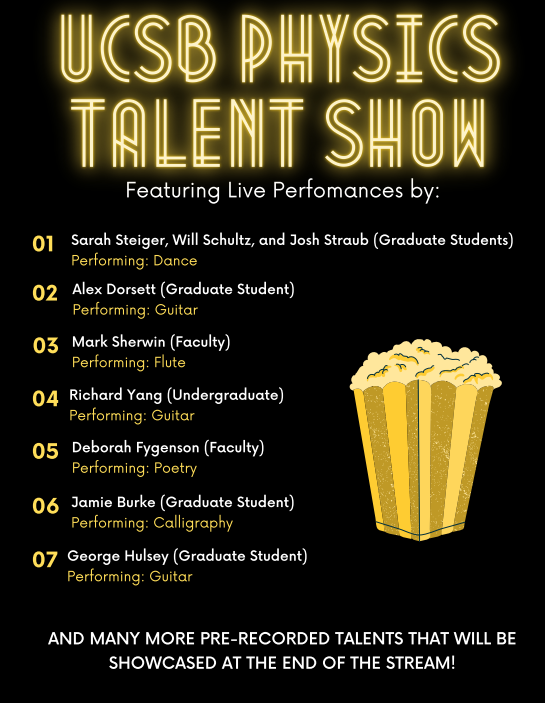 UCSB PHYSICS
TALENT SHOW
Featuring Live Perfomances by:
01 Sarah Steiger, Will Schultz, and Josh Straub (Graduate Students)
Performing: Dance
02 Alex Dorsett (Graduate Student)
Performing: Guitar
03 Mark Sherwin (Faculty)
Performing: Flute
04 Richard Yang (Undergraduate)
Performing: Guitar
05 Deborah Fygenson (Faculty)
Performing: Poetry
06 Jamie Burke (Graduate Student)
Performing: Calligraphy
07 George Hulsey (Graduate Student)
Performing: Guitar
AND MANY MORE PRE-RECORDED TALENTS THAT WILL BE
SHOWCASED AT THE END OF THE STREAM!